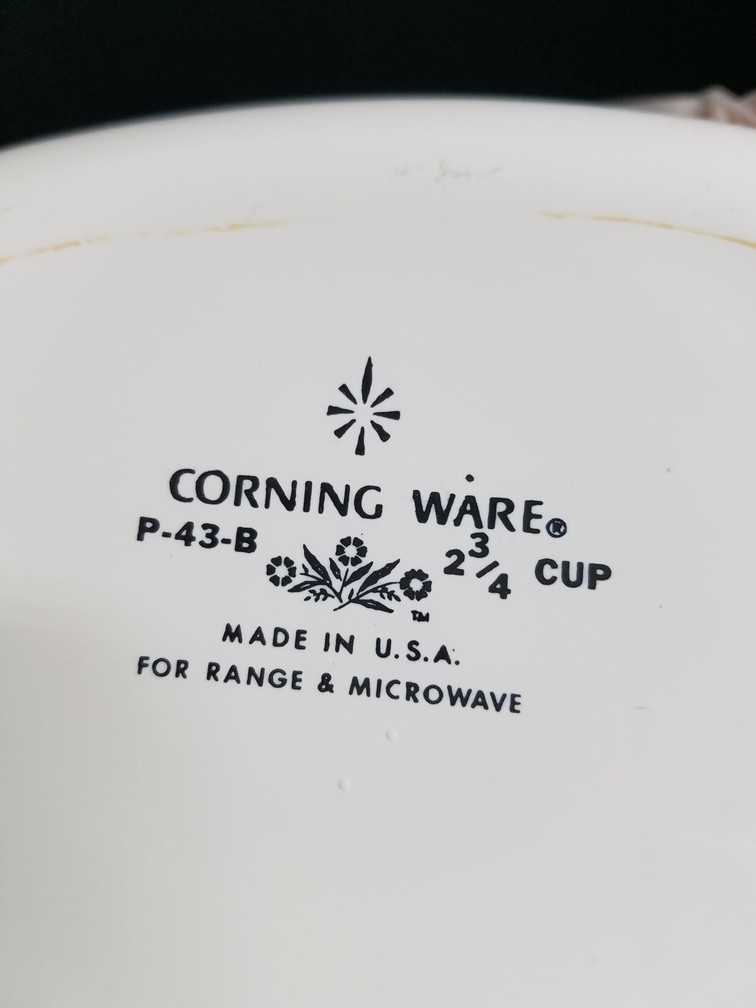 CORNING WARE®
P-43-B 2 3/4 CUP
TM
MADE IN U.S.A.
FOR RANGE & MICROWAVE